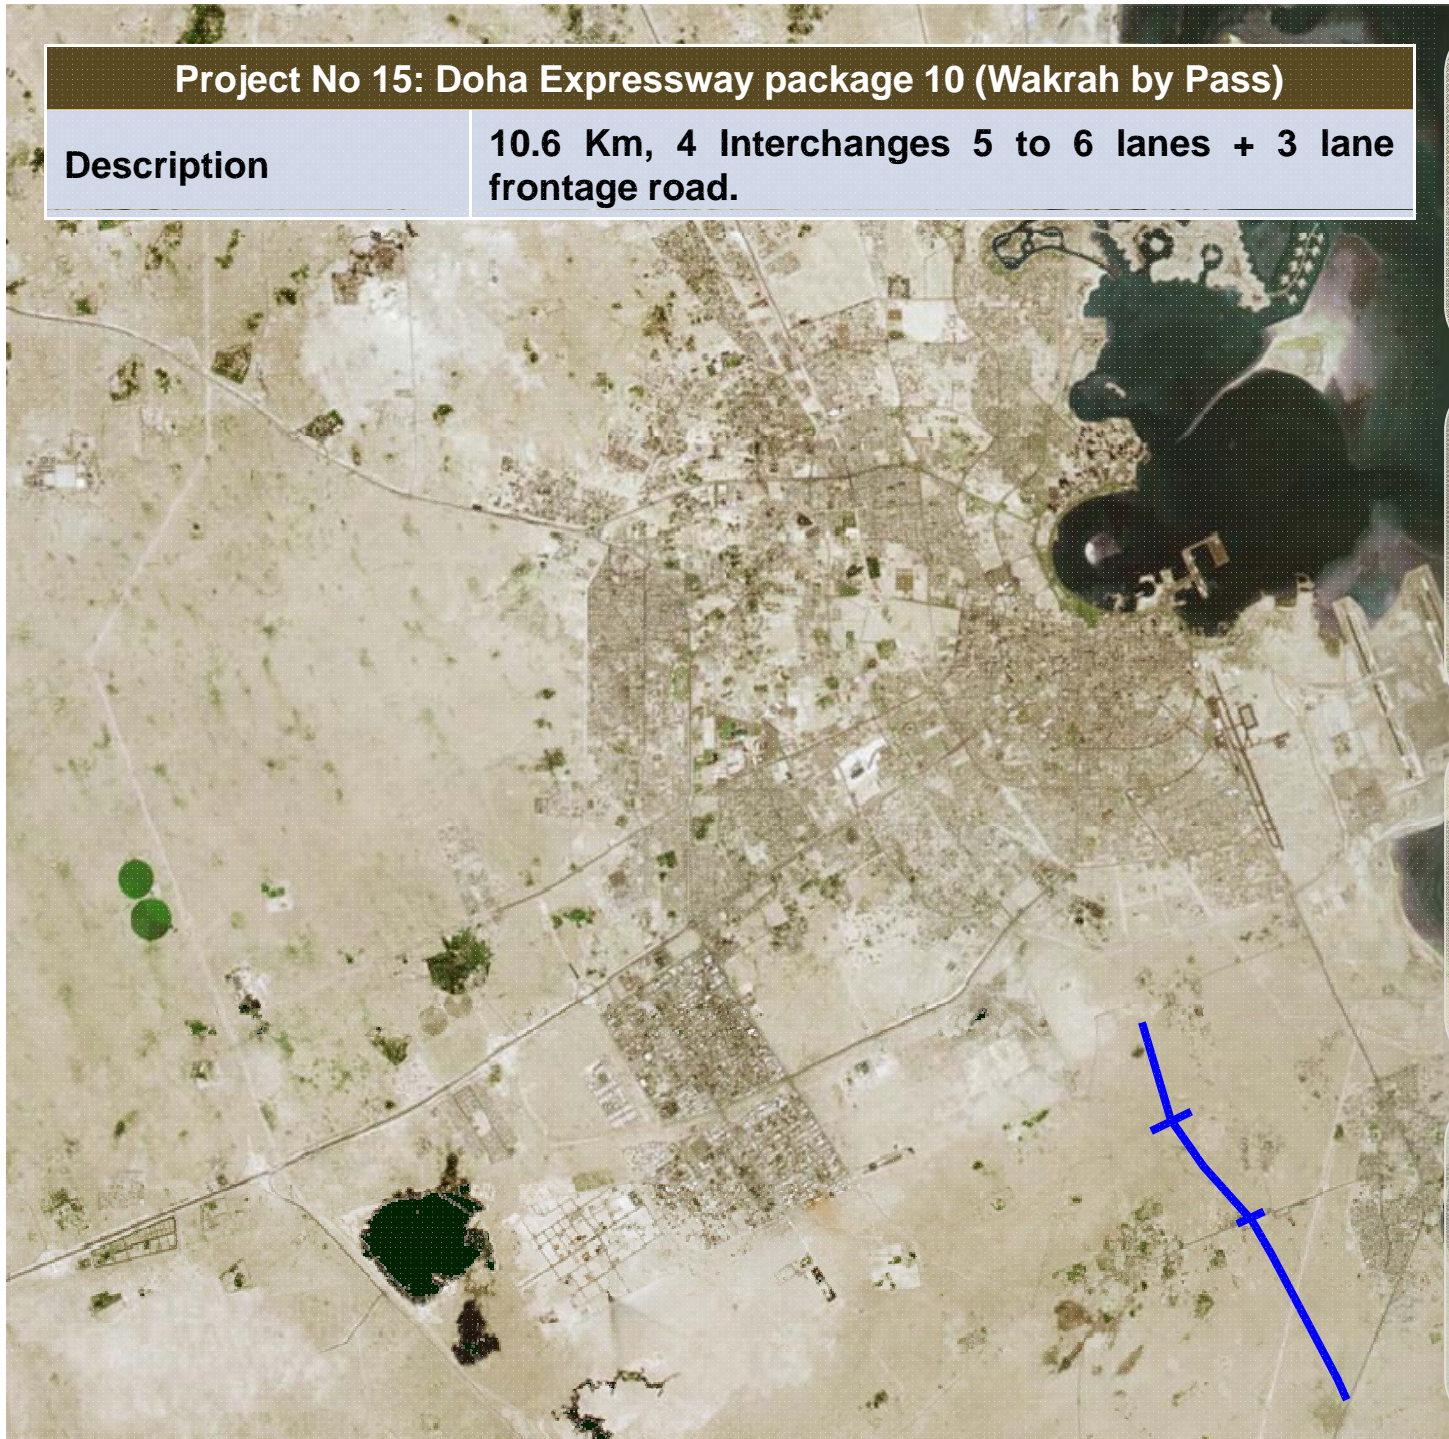 Project No 15: Doha Expressway package 10 (Wakrah by Pass)
Description
10.6 Km, 4 Interchanges 5 to 6 lanes + 3 lane
frontage road.